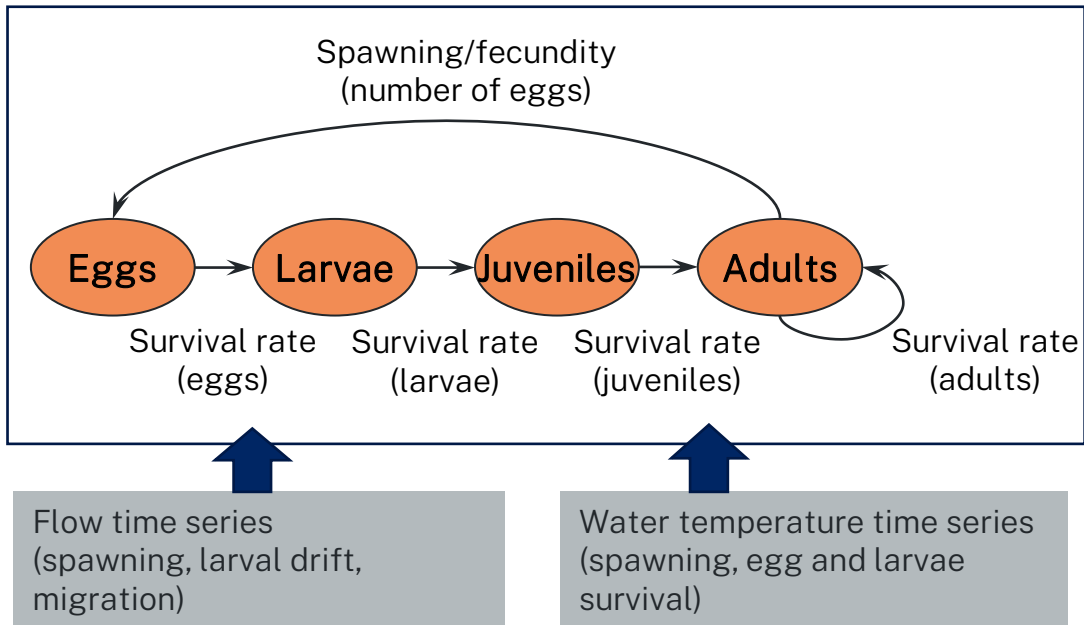 Spawning/fecundity
(number of eggs)
Eggs
Larvae
Juveniles
Adults
Survival rate
(eggs)
Survival rate
(larvae)
Survival rate
(juveniles)
Survival rate
(adults)
Flow time series
(spawning, larval drift,
migration)
Water temperature time series
(spawning, egg and larvae
survival)